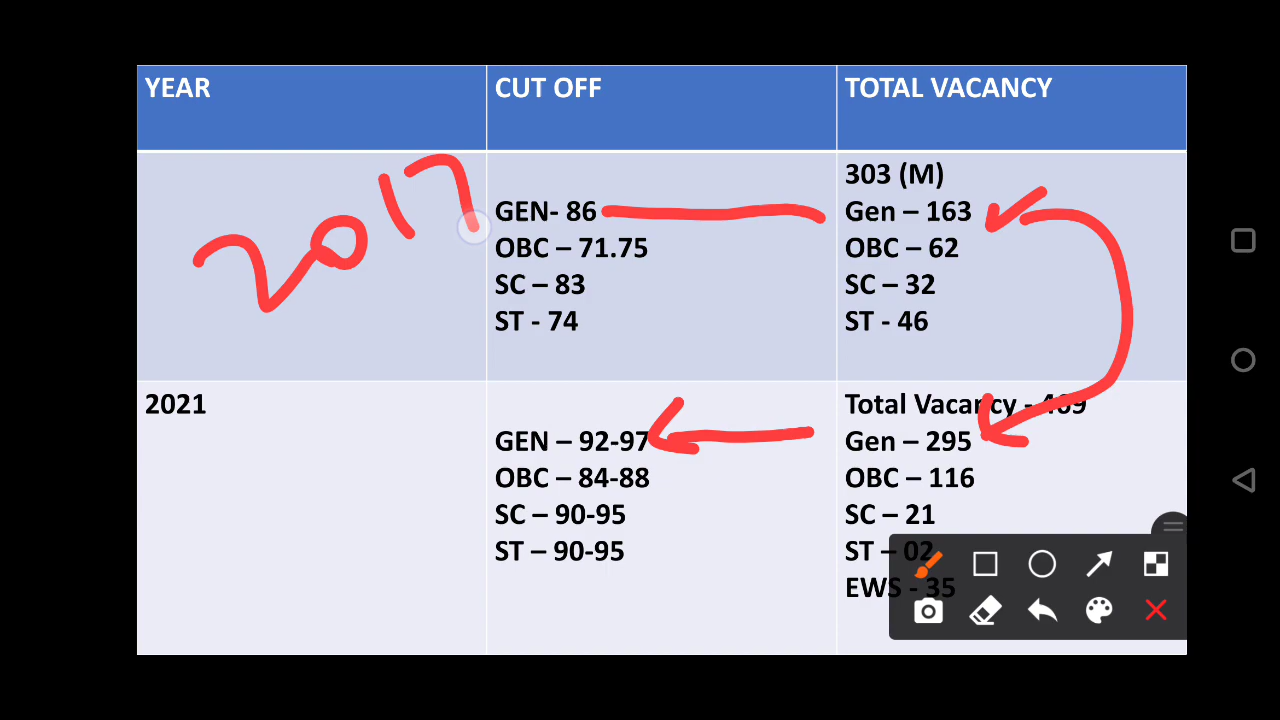 YEAR
CUT OFF
TOTAL VACANCY
2017
GEN- 86
OBC – 71.75
SC – 83
ST - 74
303 (M)
Gen – 163
OBC – 62
SC – 32
ST - 46
2021
GEN – 92-97
OBC – 84-88
SC – 90-95
ST – 90-95
Total Vacancy - 469
Gen – 295
OBC – 116
SC – 21
ST – 02
EWS - 35